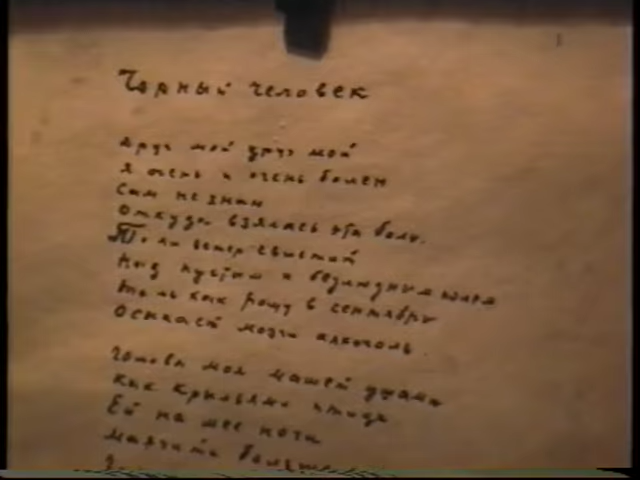 Чорный человек
Друг мой друг мой
Я очень и очень болен
Сам не знаю
Откуда взялась эта боль.
То ли ветер свистит
Над пустым и безлюдным полем
То ль как рощу в сентябрь
Осыпает мозги алкоголь
Голова моя машет ушами
Как крыльями птица
Ей на шее ноги
Маячить больше